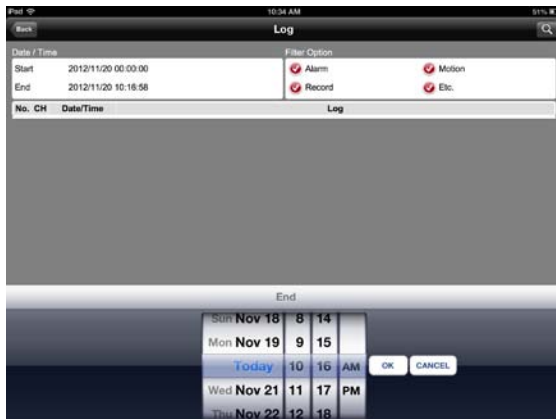 iPad 10:34 AM 51%
Back Log
Date / Time Filter Option
Start 2012/11/20 00:00:00 Alarm Motion
End 2012/11/20 10:16:58 Record Etc.
No. CH Date/Time Log
End
Sun Nov 18 8 14
Mon Nov 19 9 15
Today 10 16 AM OK CANCEL
Wed Nov 21 11 17 PM
Thu Nov 22 12 18